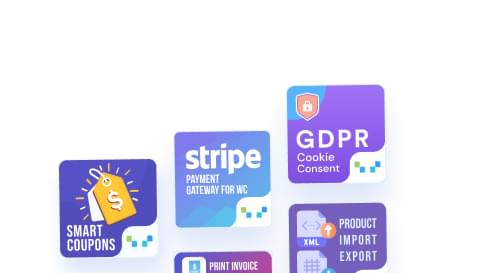 SMART
COUPONS
stripe
PAYMENT
GATEWAY FOR WC
GDPR
Cookie
Consent
PRINT INVOICE
XML
PRODUCT
IMPORT
EXPORT